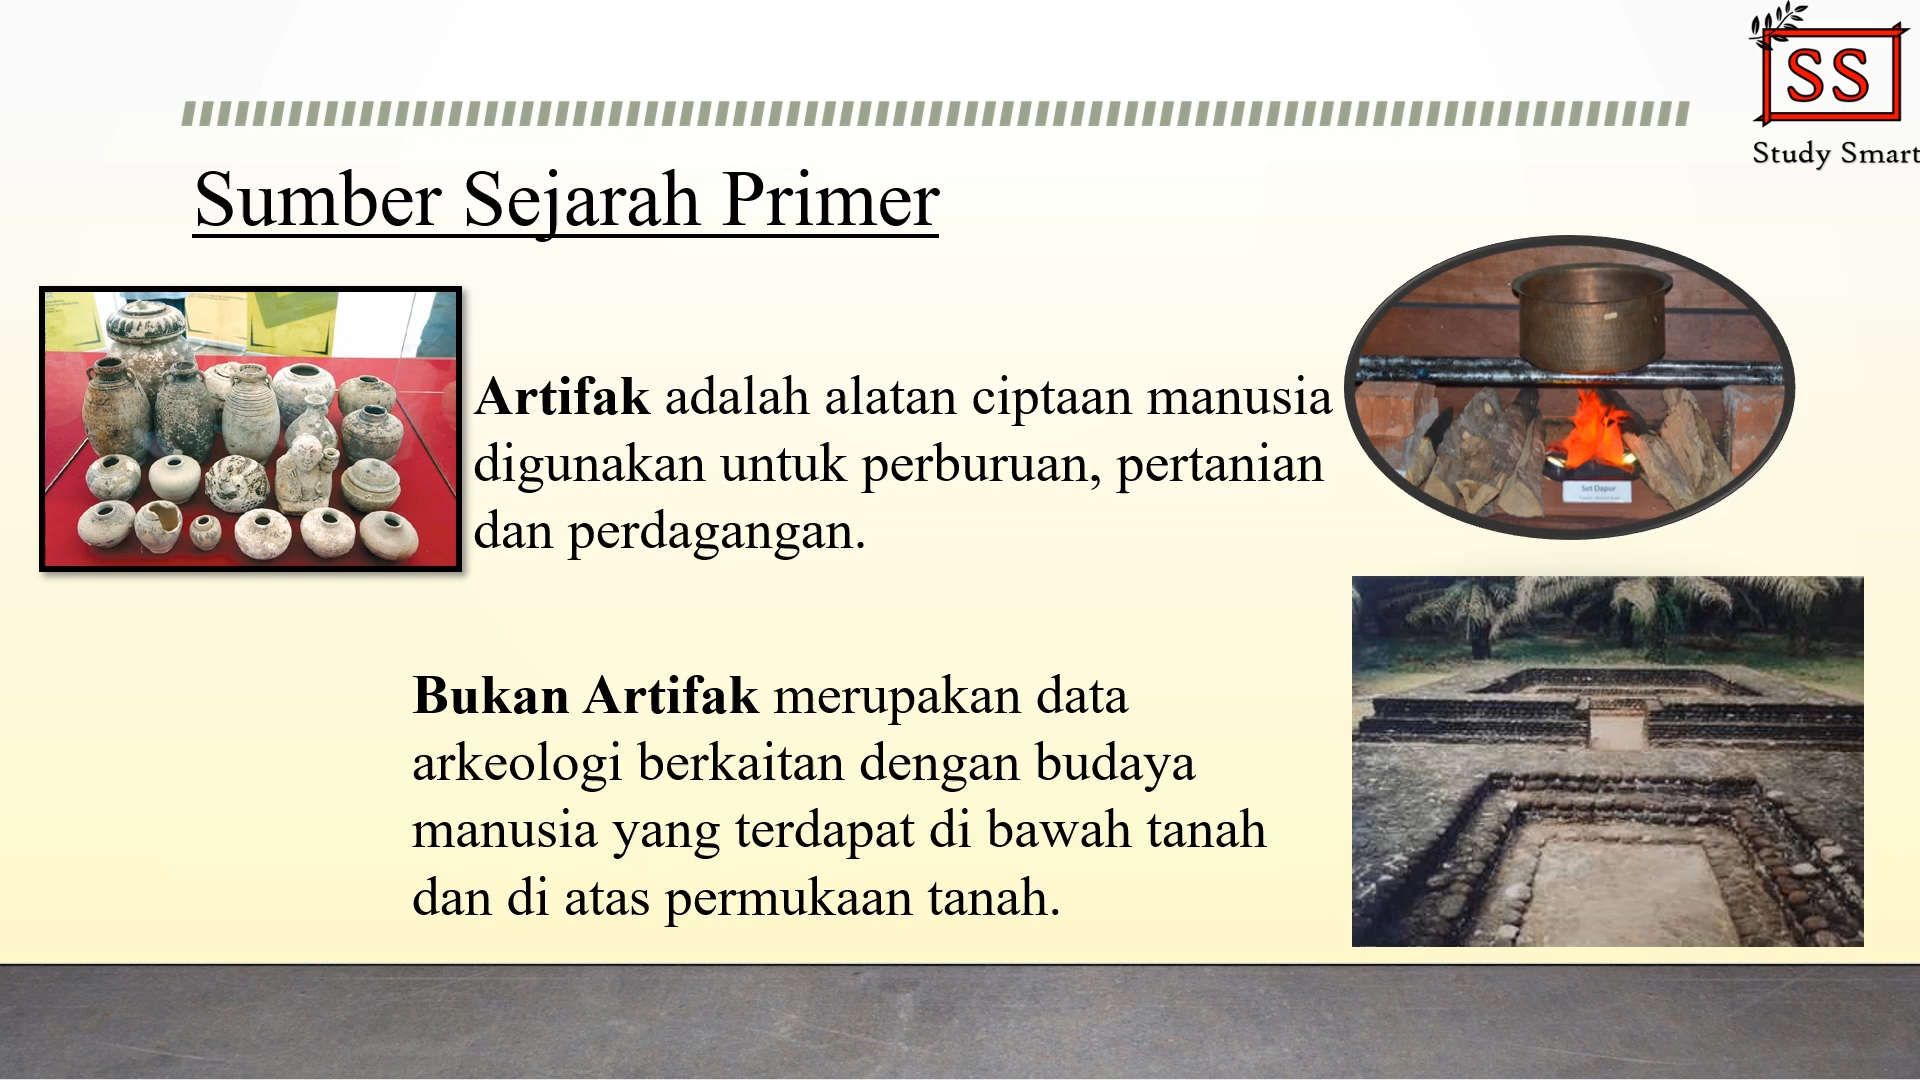 SS
Study Smart
Sumber Sejarah Primer
Artifak adalah alatan ciptaan manusia
digunakan untuk perburuan, pertanian
dan perdagangan.
Set Dapur
Bukan Artifak merupakan data
arkeologi berkaitan dengan budaya
manusia yang terdapat di bawah tanah
dan di atas permukaan tanah.